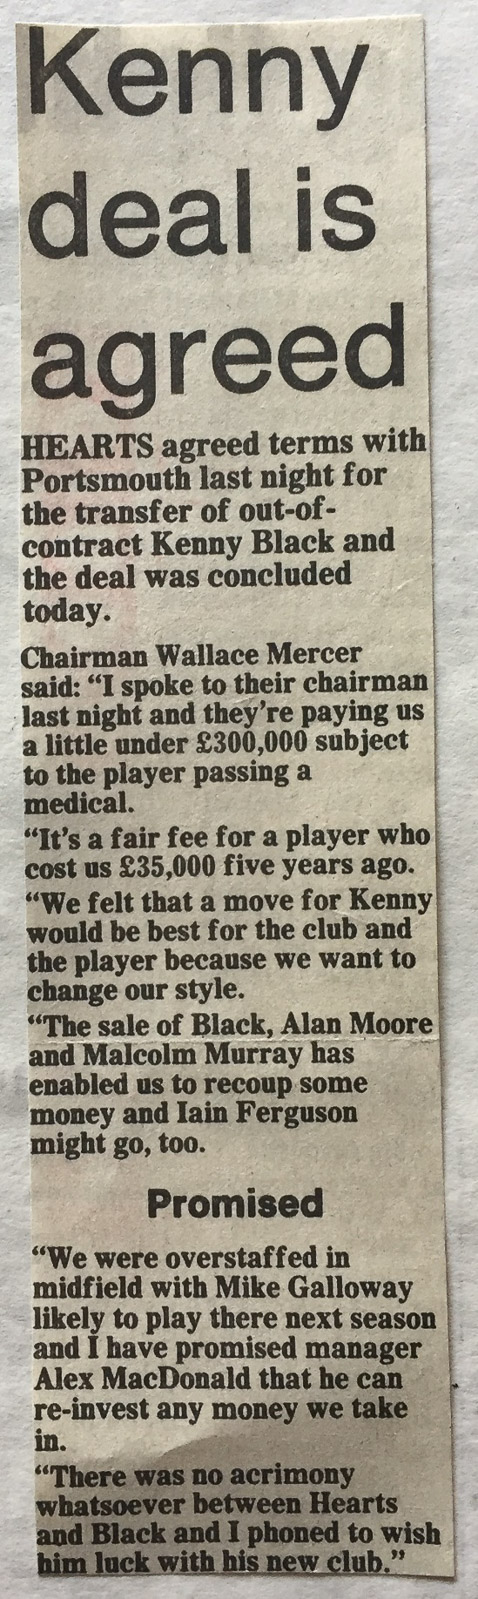 Kenny
deal is
agreed
HEARTS agreed terms with
Portsmouth last night for
the transfer of out-of-
contract Kenny Black and
the deal was concluded
today.
Chairman Wallace Mercer
said: “I spoke to their chairman
last night and they're paying us
a little under £300,000 subject
to the player passing a
medical.
“It's a fair fee for a player who
cost us £35,000 five years ago.
“We felt that a move for Kenny
would be best for the club and
the player because we want to
change our style.
“The sale of Black, Alan Moore
and Malcolm Murray has
enabled us to recoup some
money and Iain Ferguson
might go, too.
Promised
“We were overstaffed in
midfield with Mike Galloway
likely to play there next season
and I have promised manager
Alex MacDonald that he can
re-invest any money we take
in.
“There was no acrimony
whatsoever between Hearts
and Black and I phoned to wish
him luck with his new club.”